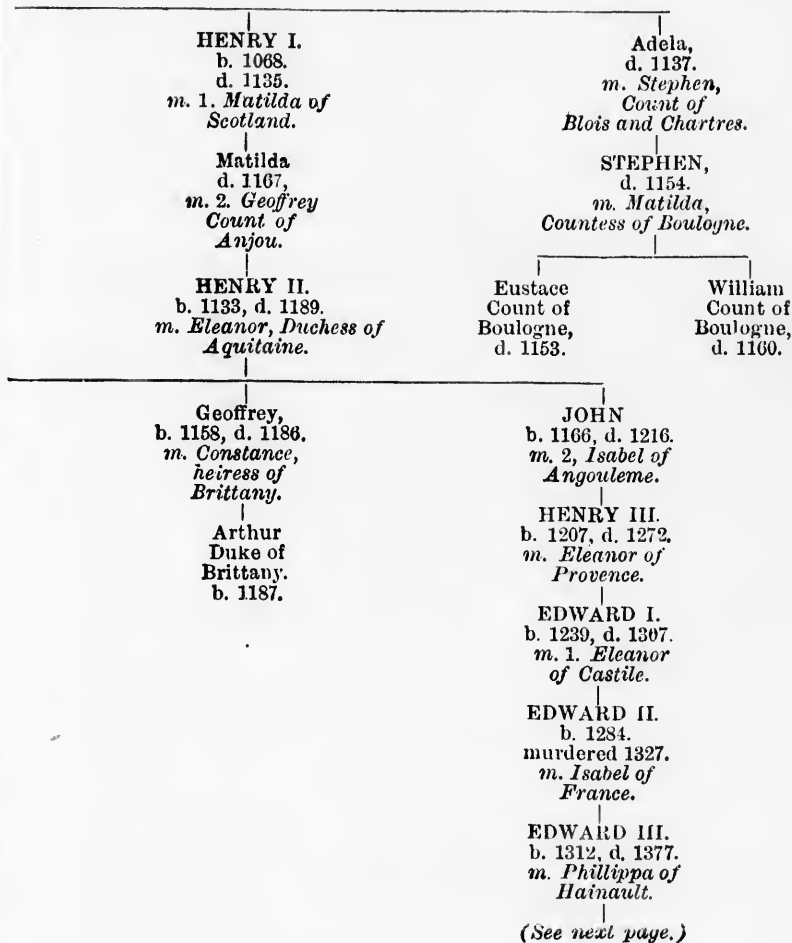 HENRY I.
b. 1068.
d. 1135.
m. 1. Matilda of
Scotland.
Matilda
d. 1167,
m. 2. Geoffrey
Count of
Anjou.
HENRY II.
b. 1133, d. 1189.
m. Eleanor, Duchess of
Aquitaine.
Adela,
d. 1137.
m. Stephen,
Count of
Blois and Chartres.
STEPHEN,
d. 1154.
m. Matilda,
Countess of Boulogne.
Eustace
Count of
Boulogne,
d. 1153.
William
Count of
Boulogne,
d. 1160.
Geoffrey,
b. 1158, d. 1186.
m. Constance,
heiress of
Brittany.
Arthur
Duke of
Brittany.
b. 1187.
JOHN
b. 1166, d. 1216.
m. 2, Isabel of
Angouleme.
HENRY III.
b. 1207, d. 1272.
m. Eleanor of
Provence.
EDWARD I.
b. 1239, d. 1307.
m. 1. Eleanor
of Castile.
EDWARD II.
b. 1284.
murdered 1327.
m. Isabel of
France.
EDWARD III.
b. 1312, d. 1377.
m. Phillippa of
Hainault.
(See next page.)